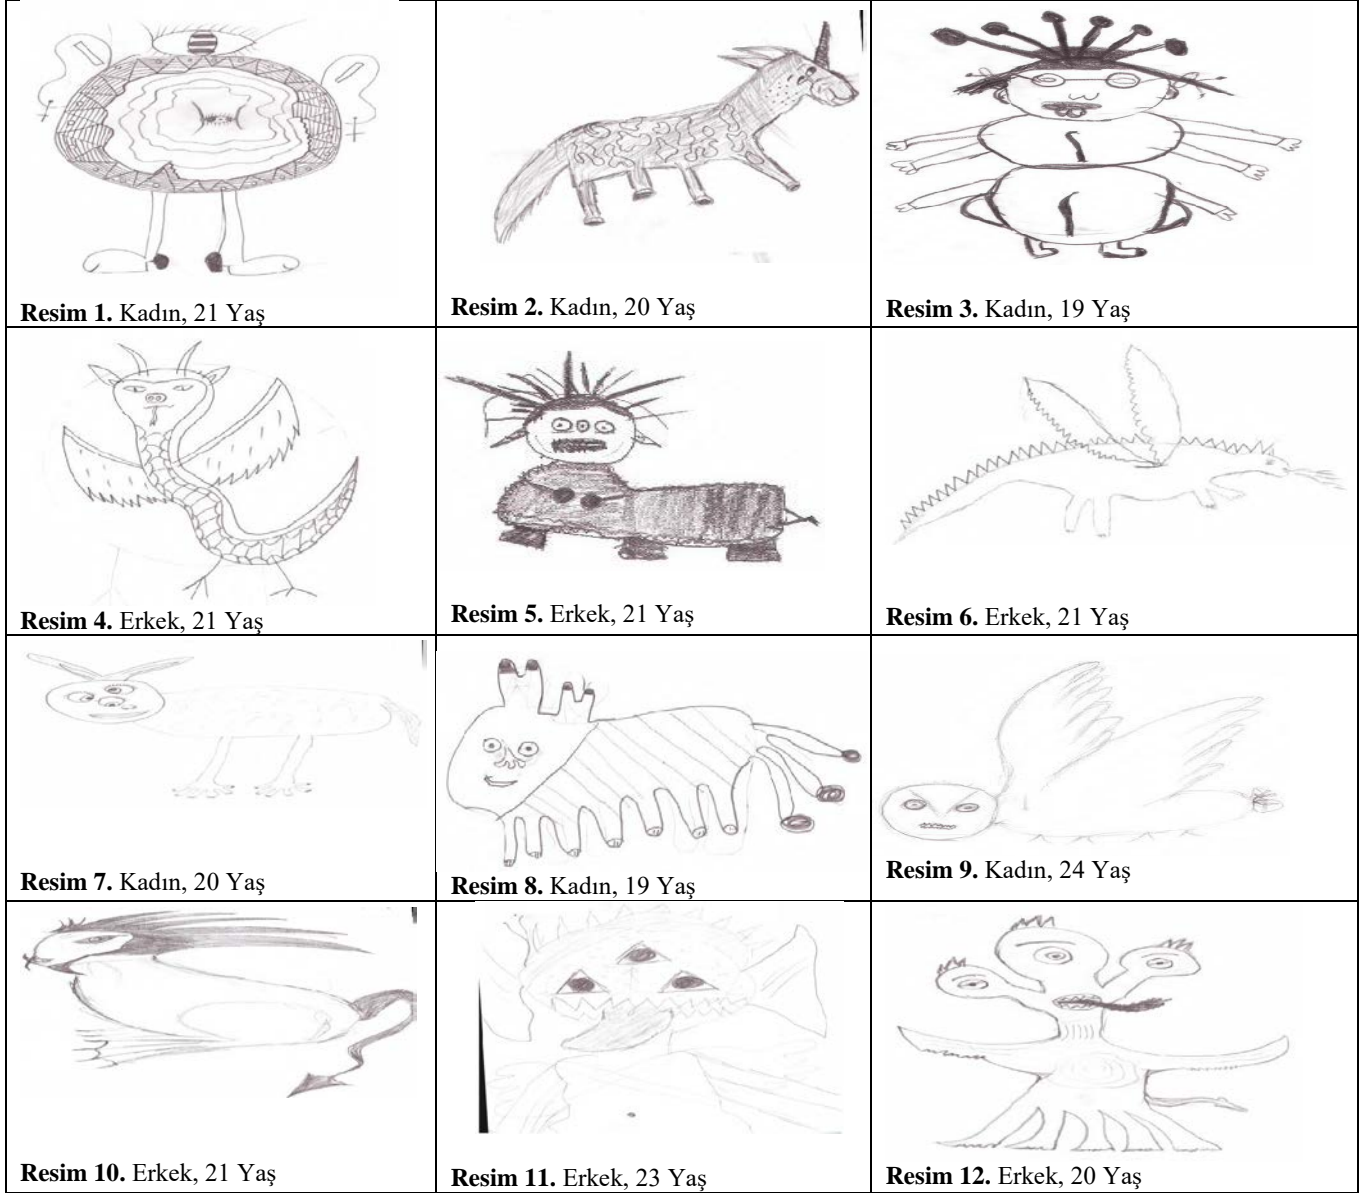 Resim 1. Kadın, 21 Yaş
Resim 2. Kadın, 20 Yaş
Resim 3. Kadın, 19 Yaş
Resim 4. Erkek, 21 Yaş
Resim 5. Erkek, 21 Yaş
Resim 6. Erkek, 21 Yaş
Resim 7. Kadın, 20 Yaş
Resim 8. Kadın, 19 Yaş
Resim 9. Kadın, 24 Yaş
Resim 10. Erkek, 21 Yaş
Resim 11. Erkek, 23 Yaş
Resim 12. Erkek, 20 Yaş